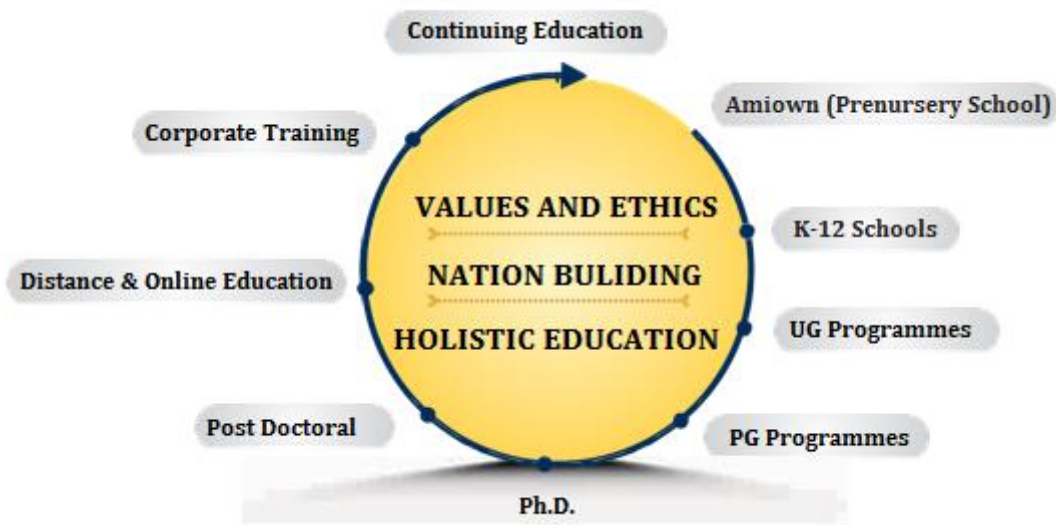 Continuing Education
Amiown (Prenursery School)
Corporate Training
VALUES AND ETHICS
K-12 Schools
Distance & Online Education
NATION BULIDING
UG Programmes
HOLISTIC EDUCATION
Post Doctoral
PG Programmes
Ph.D.